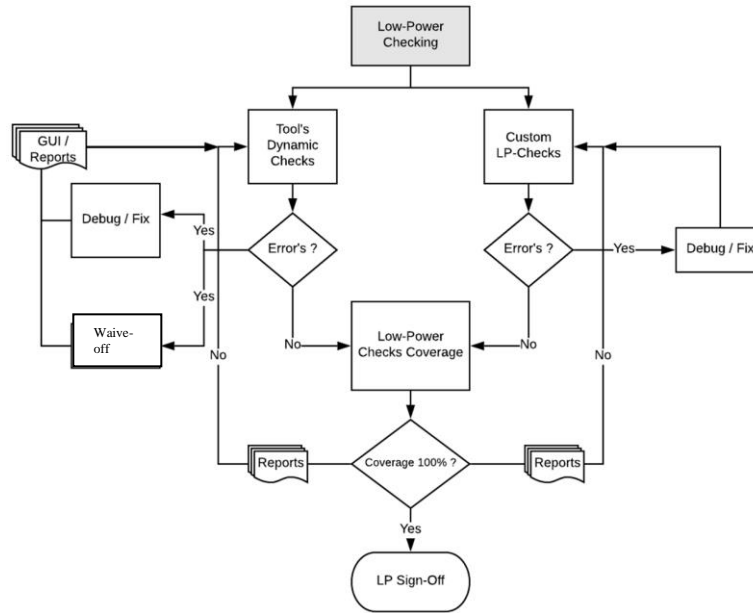 Low-Power
Checking
GUI /
Reports
Tool's
Dynamic
Checks
Custom
LP-Checks
Debug / Fix
Yes
Error's ?
Error's ?
Yes
Debug / Fix
Yes
Waive-
off
No
Low-Power
Checks Coverage
No
No
No
Reports
Coverage 100% ?
Reports
Yes
LP Sign-Off